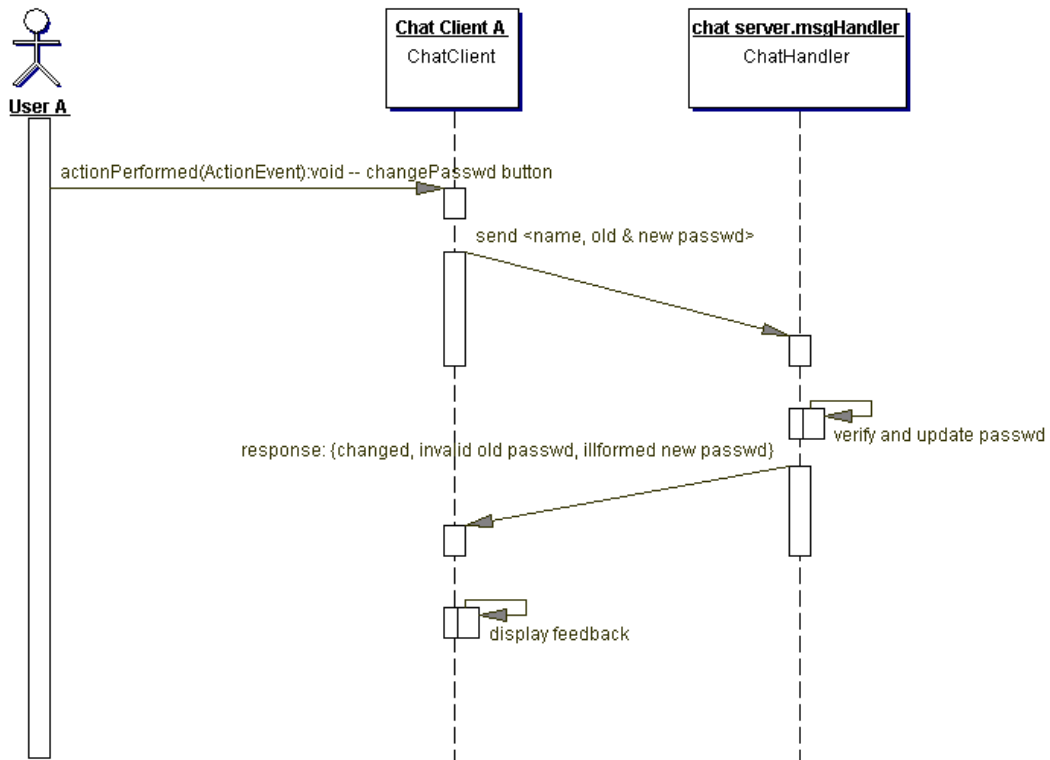 Chat Client A
chat server.msgHandler
ChatClient
ChatHandler
User A
actionPerformed(ActionEvent):void -- changePasswd button
send <name, old & new passwd>
verify and update passwd
response: {changed, invalid old passwd, illformed new passwd}
display feedback